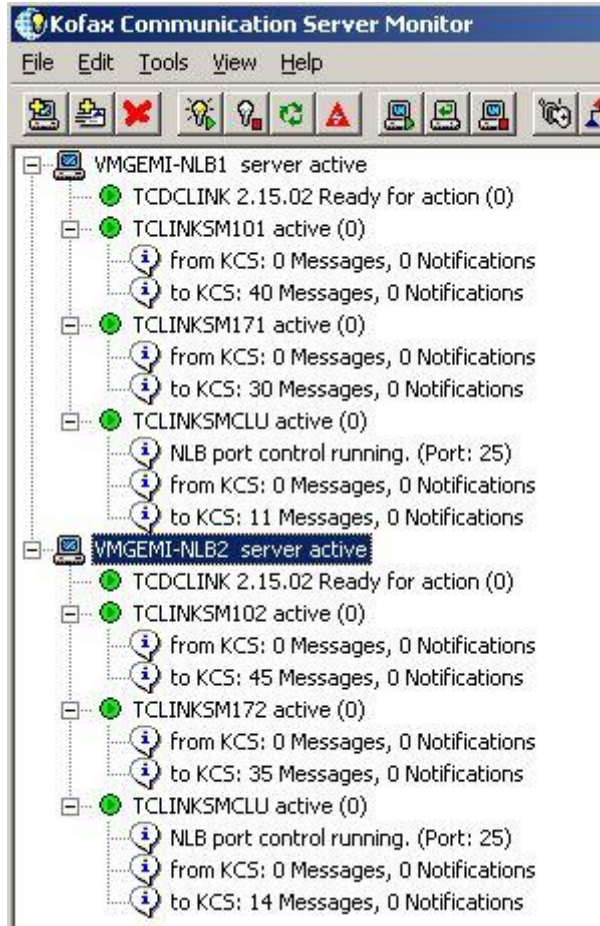 Kofax Communication Server Monitor
File Edit Tools View Help
VMGEMI-NLB1 server active
TCDCLINK 2.15.02 Ready for action (0)
TCLINKSM101 active (0)
from KCS: 0 Messages, 0 Notifications
to KCS: 40 Messages, 0 Notifications
TCLINKSM171 active (0)
from KCS: 0 Messages, 0 Notifications
to KCS: 30 Messages, 0 Notifications
TCLINKSMCLU active (0)
NLB port control running. (Port: 25)
from KCS: 0 Messages, 0 Notifications
to KCS: 11 Messages, 0 Notifications
VMGEMI-NLB2 server active
TCDCLINK 2.15.02 Ready for action (0)
TCLINKSM102 active (0)
from KCS: 0 Messages, 0 Notifications
to KCS: 45 Messages, 0 Notifications
TCLINKSM172 active (0)
from KCS: 0 Messages, 0 Notifications
to KCS: 35 Messages, 0 Notifications
TCLINKSMCLU active (0)
NLB port control running. (Port: 25)
from KCS: 0 Messages, 0 Notifications
to KCS: 14 Messages, 0 Notifications